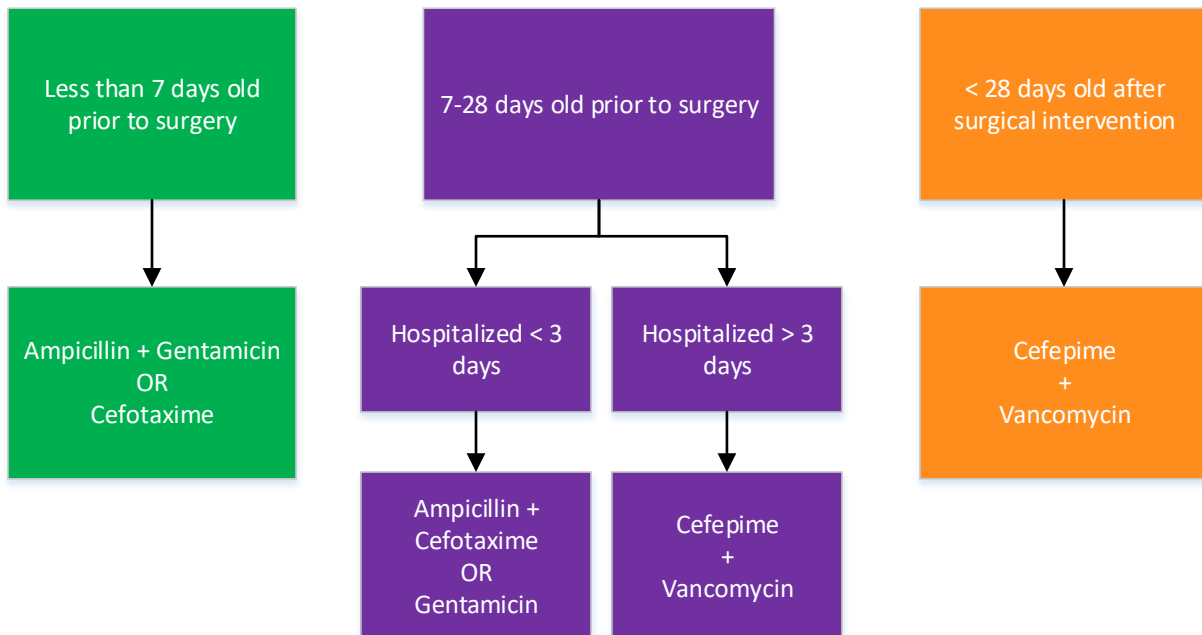 Less than 7 days old
prior to surgery
7-28 days old prior to surgery
< 28 days old after
surgical intervention
Ampicillin + Gentamicin
OR
Cefotaxime
Hospitalized < 3
days
Hospitalized > 3
days
Cefepime
+
Vancomycin
Ampicillin +
Cefotaxime
OR
Gentamicin
Cefepime
+
Vancomycin